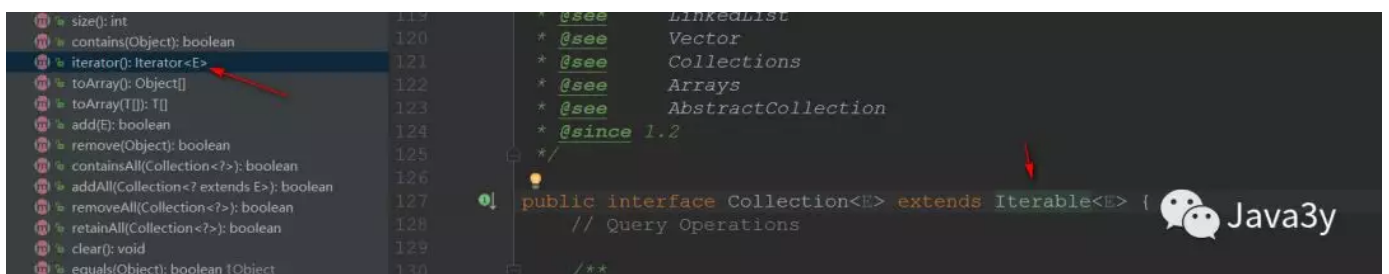 size(): int
contains(Object): boolean
iterator(): Iterator<E>
toArray(): Object[]
toArray(T[]): T[]
add(E): boolean
remove(Object): boolean
containsAll(Collection<?>): boolean
addAll(Collection<? extends E>): boolean
removeAll(Collection<?>): boolean
retainAll(Collection<?>): boolean
clear(): void
equals(Object): boolean ↑Object
119 * @see LinkedList
120 * @see Vector
121 * @see Collections
122 * @see Arrays
123 * @see AbstractCollection
124 * @since 1.2
125 */
126
127 public interface Collection<E> extends Iterable<E> {
128 // Query Operations
129
130 /**
Java3y